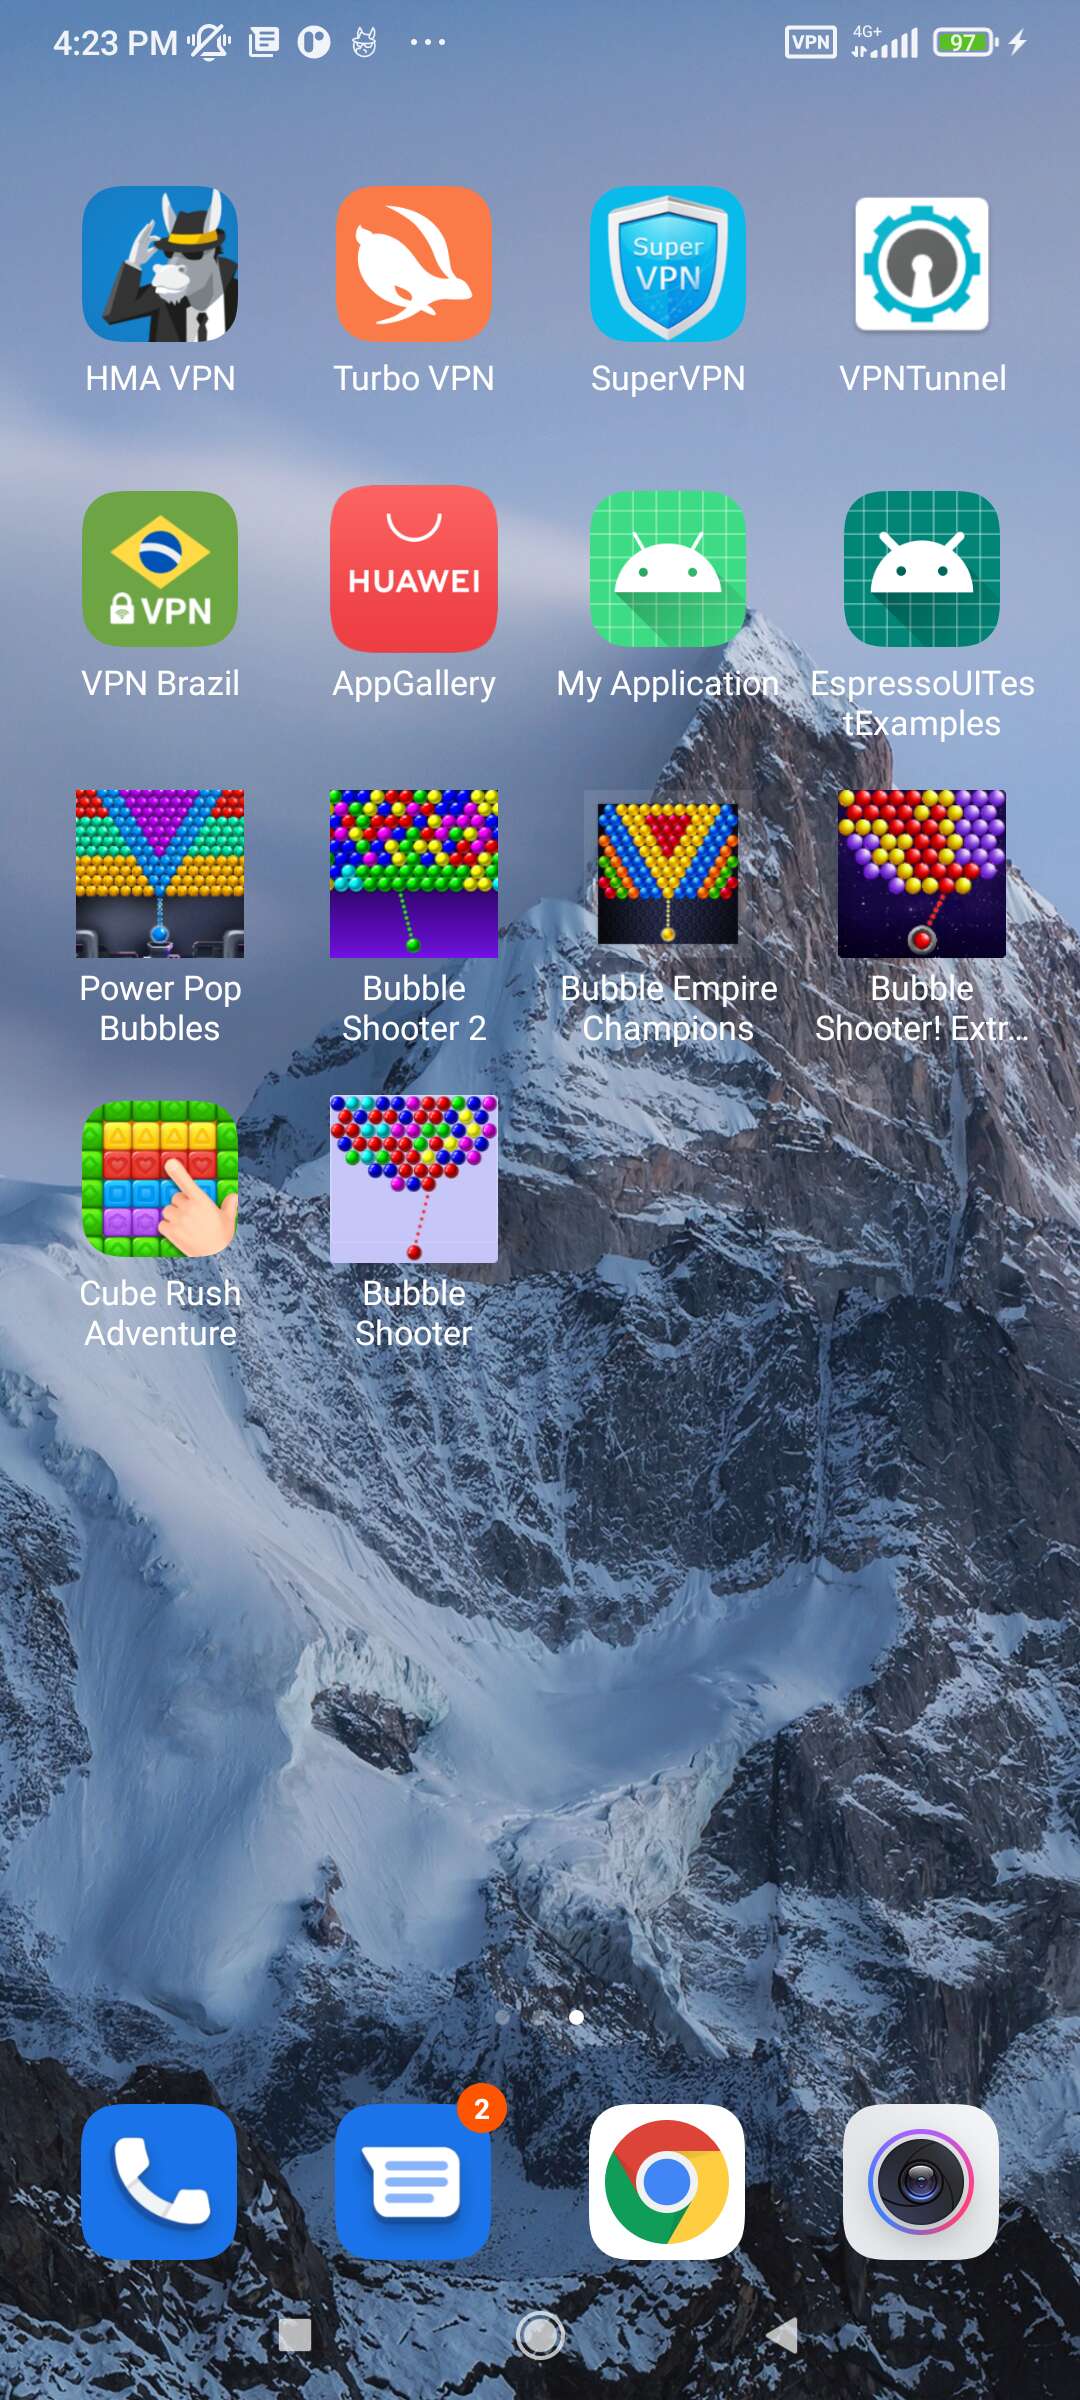 4:23 PM
VPN 4G+ 97
Super
VPN
HMA VPN Turbo VPN SuperVPN VPNTunnel
VPN HUAWEI
VPN Brazil AppGallery My Application EspressoUITes
tExamples
Power Pop Bubble Bubble Empire Bubble
Bubbles Shooter 2 Champions Shooter! Extr...
Cube Rush Bubble
Adventure Shooter
2